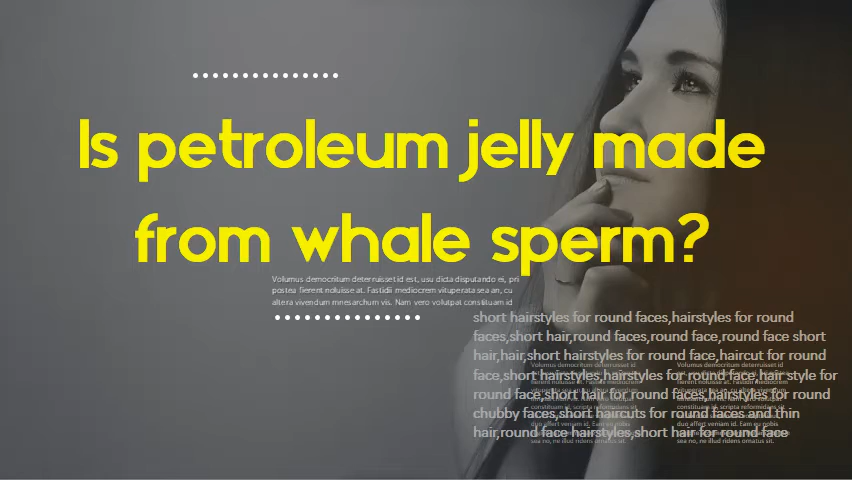 Is petroleum jelly made
from whale sperm?
Volumus democritum deterruisset id est, usu dicta disputando ei, pri
postea fierent noluisse at. Fastidii mediocrem vituperata sea an, cu
altera vivendum mnesarchum vis. Nam vero volutpat constituam id
short hairstyles for round faces,hairstyles for round
faces,short hair,round faces,round face,round face short
hair,hair,short hairstyles for round face,haircut for round
face,short hairstyles,hairstyles for round faces,hairstyle for
round face,short hair for round faces,hairstyles for round
chubby faces,short haircuts for round faces and thin
hair,round face hairstyles,short hair for round face